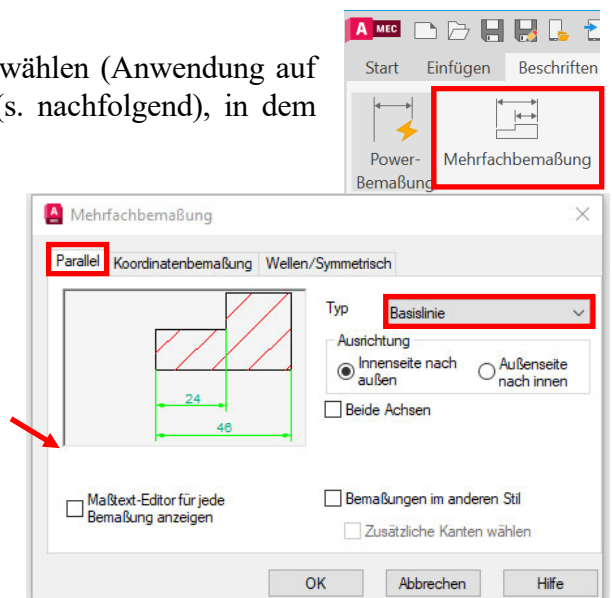 A MEC
wählen (Anwendung auf
(s. nachfolgend), in dem
Start Einfügen Beschriften
Power-
Bemaßung
Mehrfachbemaßung
Mehrfachbemaßung
Parallel Koordinatenbemaßung Wellen/Symmetrisch
24
46
Typ Basislinie
Ausrichtung
Innenseite nach
außen
Außenseite
nach innen
Beide Achsen
Maßtext-Editor für jede
Bemaßung anzeigen
Bemaßungen im anderen Stil
Zusätzliche Kanten wählen
OK Abbrechen Hilfe